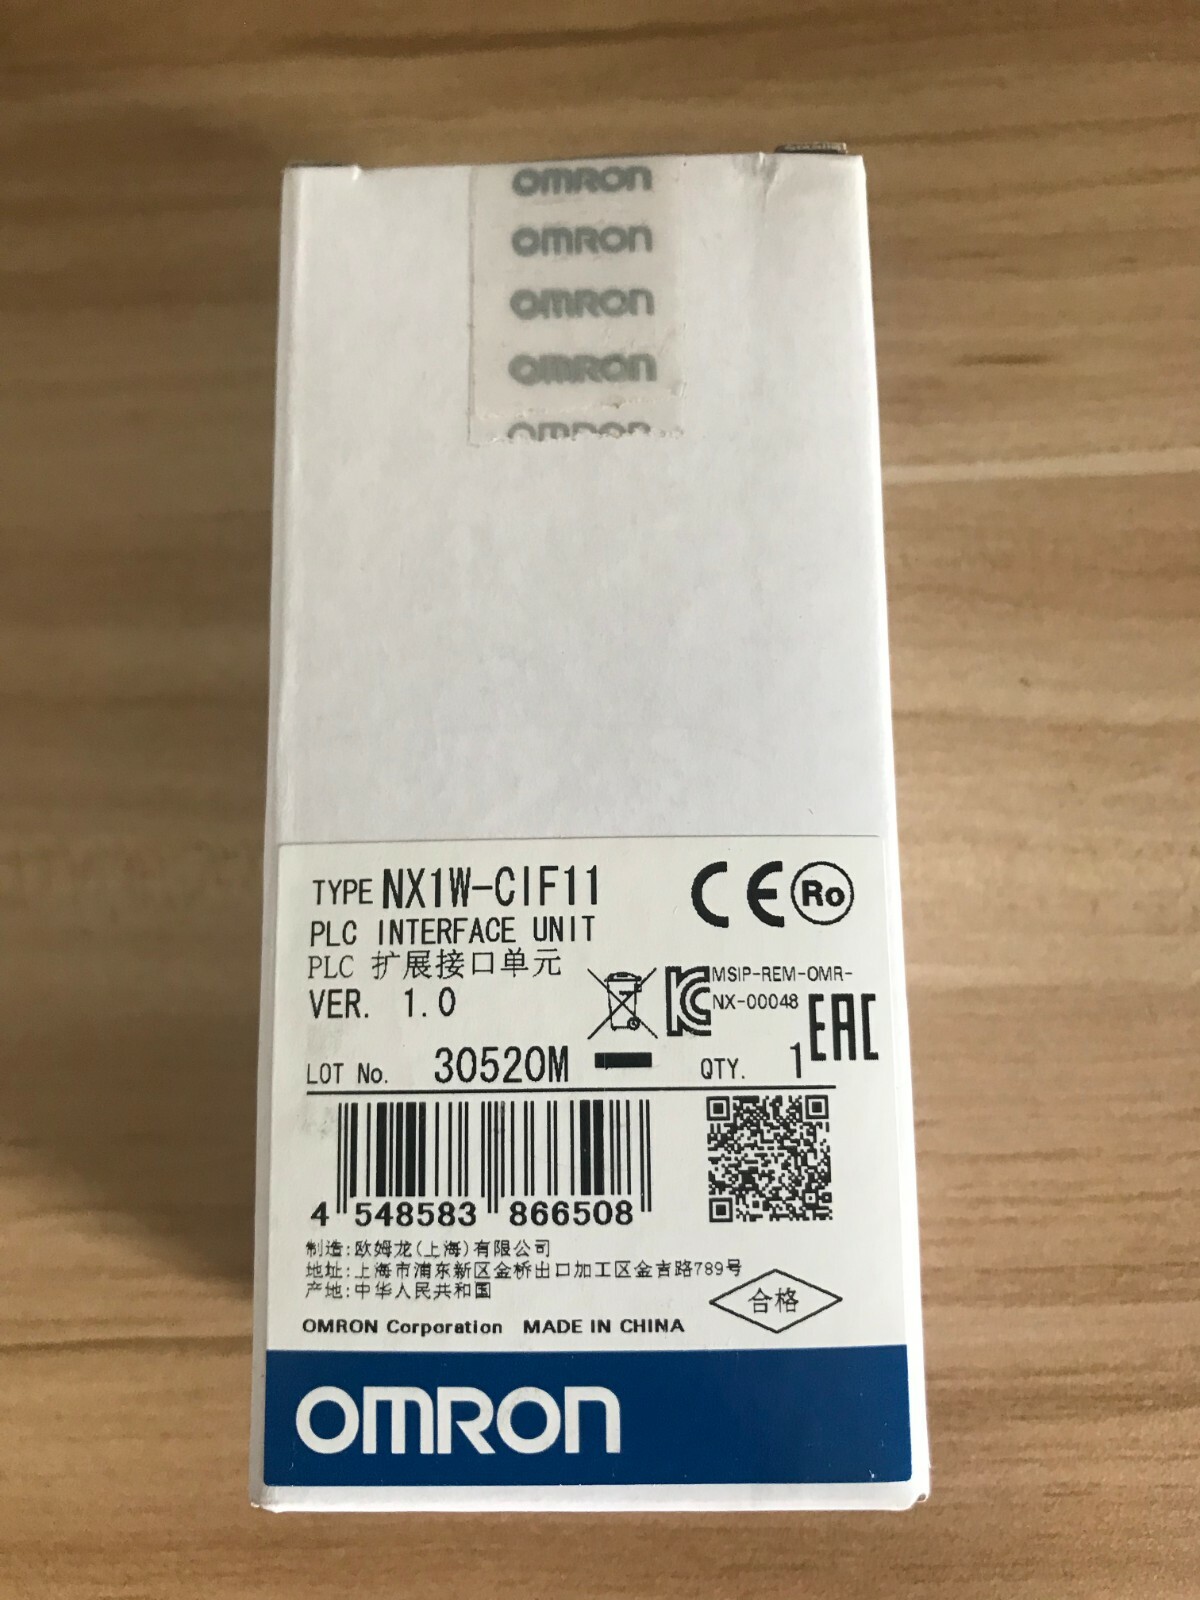 OMRON
OMRON
OMRON
OMRON
OMRON
TYPE NX1W-CIF11
PLC INTERFACE UNIT
PLC 扩展接口单元
VER. 1.0
CE
Ro
MSIP-REM-OMR-
NX-00048
EAC
LOT No. 30520M
QTY. 1
4 548583 866508
制造:欧姆龙(上海)有限公司
地址:上海市浦东新区金桥出口加工区金吉路789号
产地:中华人民共和国
合格
OMRON Corporation MADE IN CHINA
OMRON